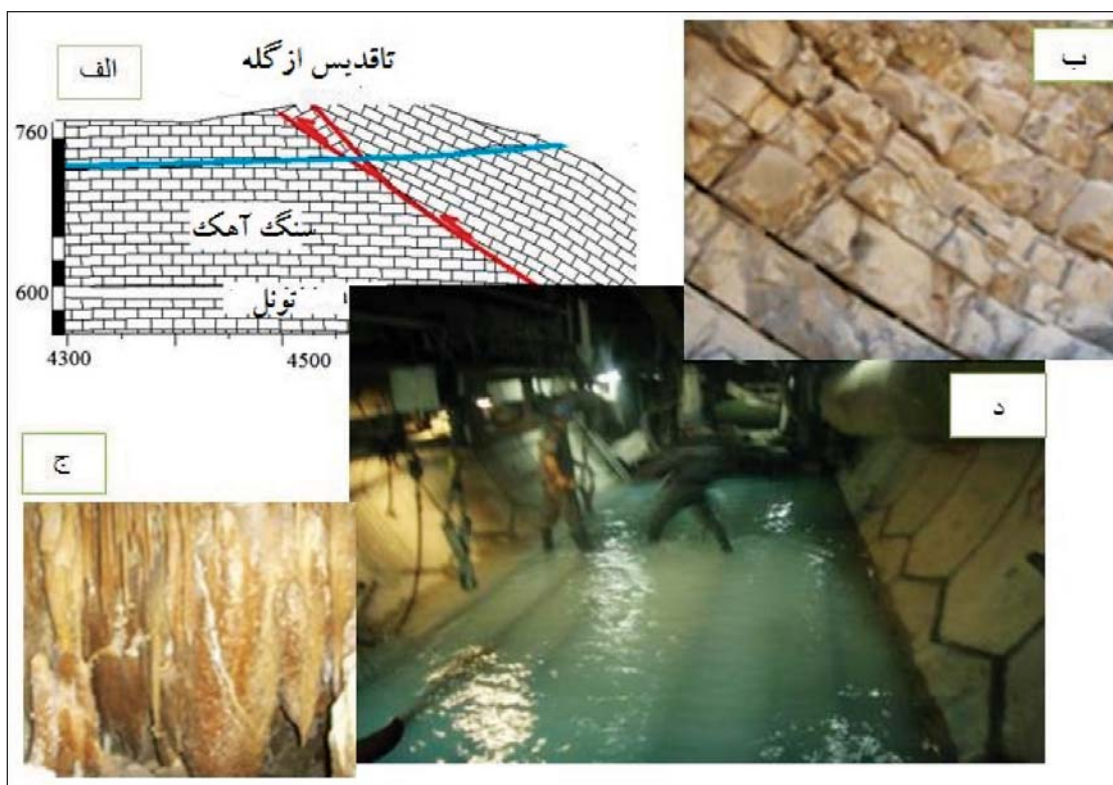 الف
تاقدیس ازگله
ب
760
سنگ آهک
600
تونل
4300
4500
د
ج